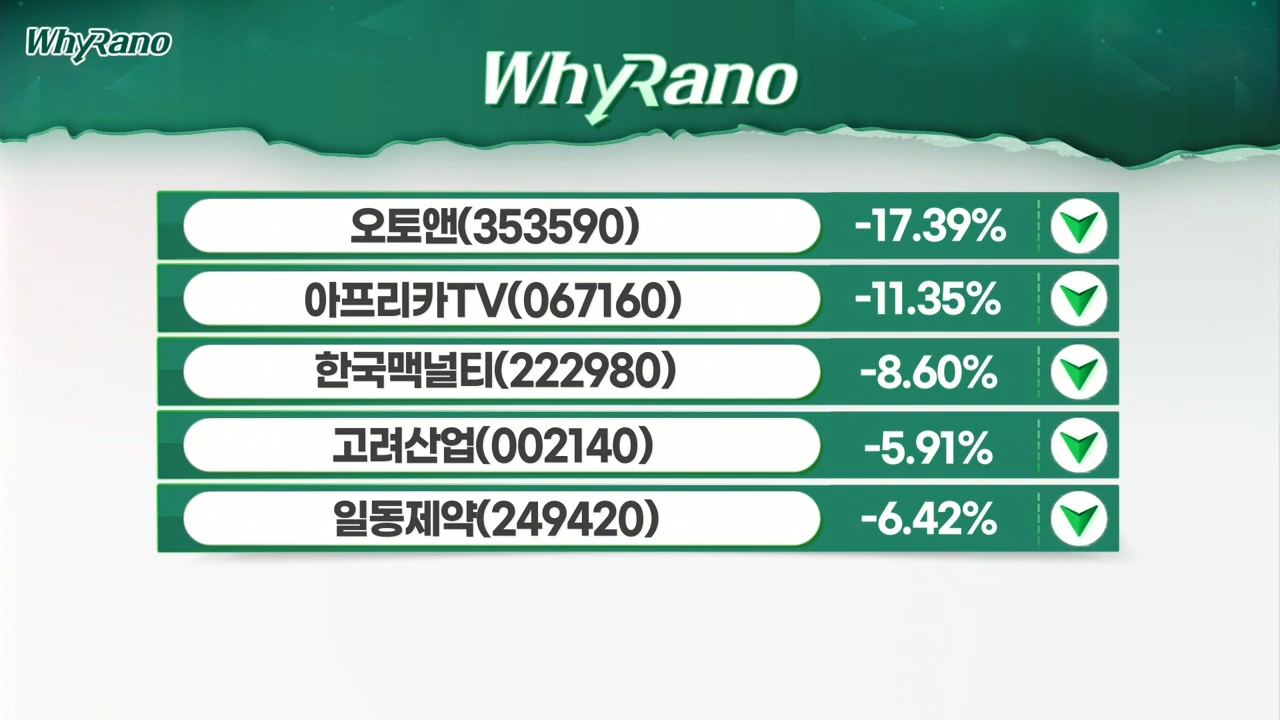 WhyRano
WhyRano
오토앤(353590) -17.39%
아프리카TV(067160) -11.35%
한국맥널티(222980) -8.60%
고려산업(002140) -5.91%
일동제약(249420) -6.42%